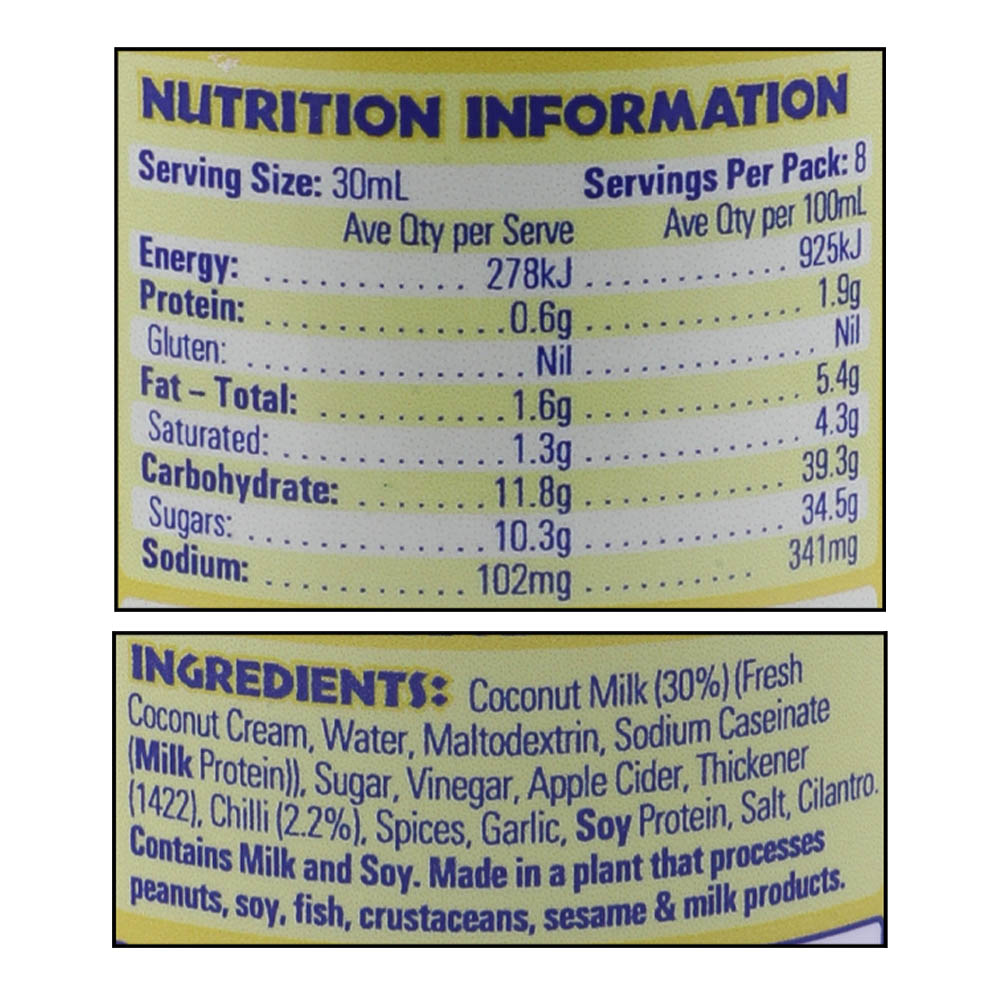 NUTRITION INFORMATION
Serving Size: 30mL Servings Per Pack: 8
Ave Qty per Serve Ave Qty per 100mL
Energy: ............ 278kJ ............ 925kJ
Protein: ............ 0.6g ............ 1.9g
Gluten: ............ Nil ............ Nil
Fat – Total: .......... 1.6g ............ 5.4g
Saturated: ............ 1.3g ............ 4.3g
Carbohydrate: ....... 11.8g ............ 39.3g
Sugars: ............ 10.3g ............ 34.5g
Sodium: ............ 102mg .......... 341mg
INGREDIENTS: Coconut Milk (30%) (Fresh
Coconut Cream, Water, Maltodextrin, Sodium Caseinate
(Milk Protein)), Sugar, Vinegar, Apple Cider, Thickener
(1422), Chilli (2.2%), Spices, Garlic, Soy Protein, Salt, Cilantro.
Contains Milk and Soy. Made in a plant that processes
peanuts, soy, fish, crustaceans, sesame & milk products.